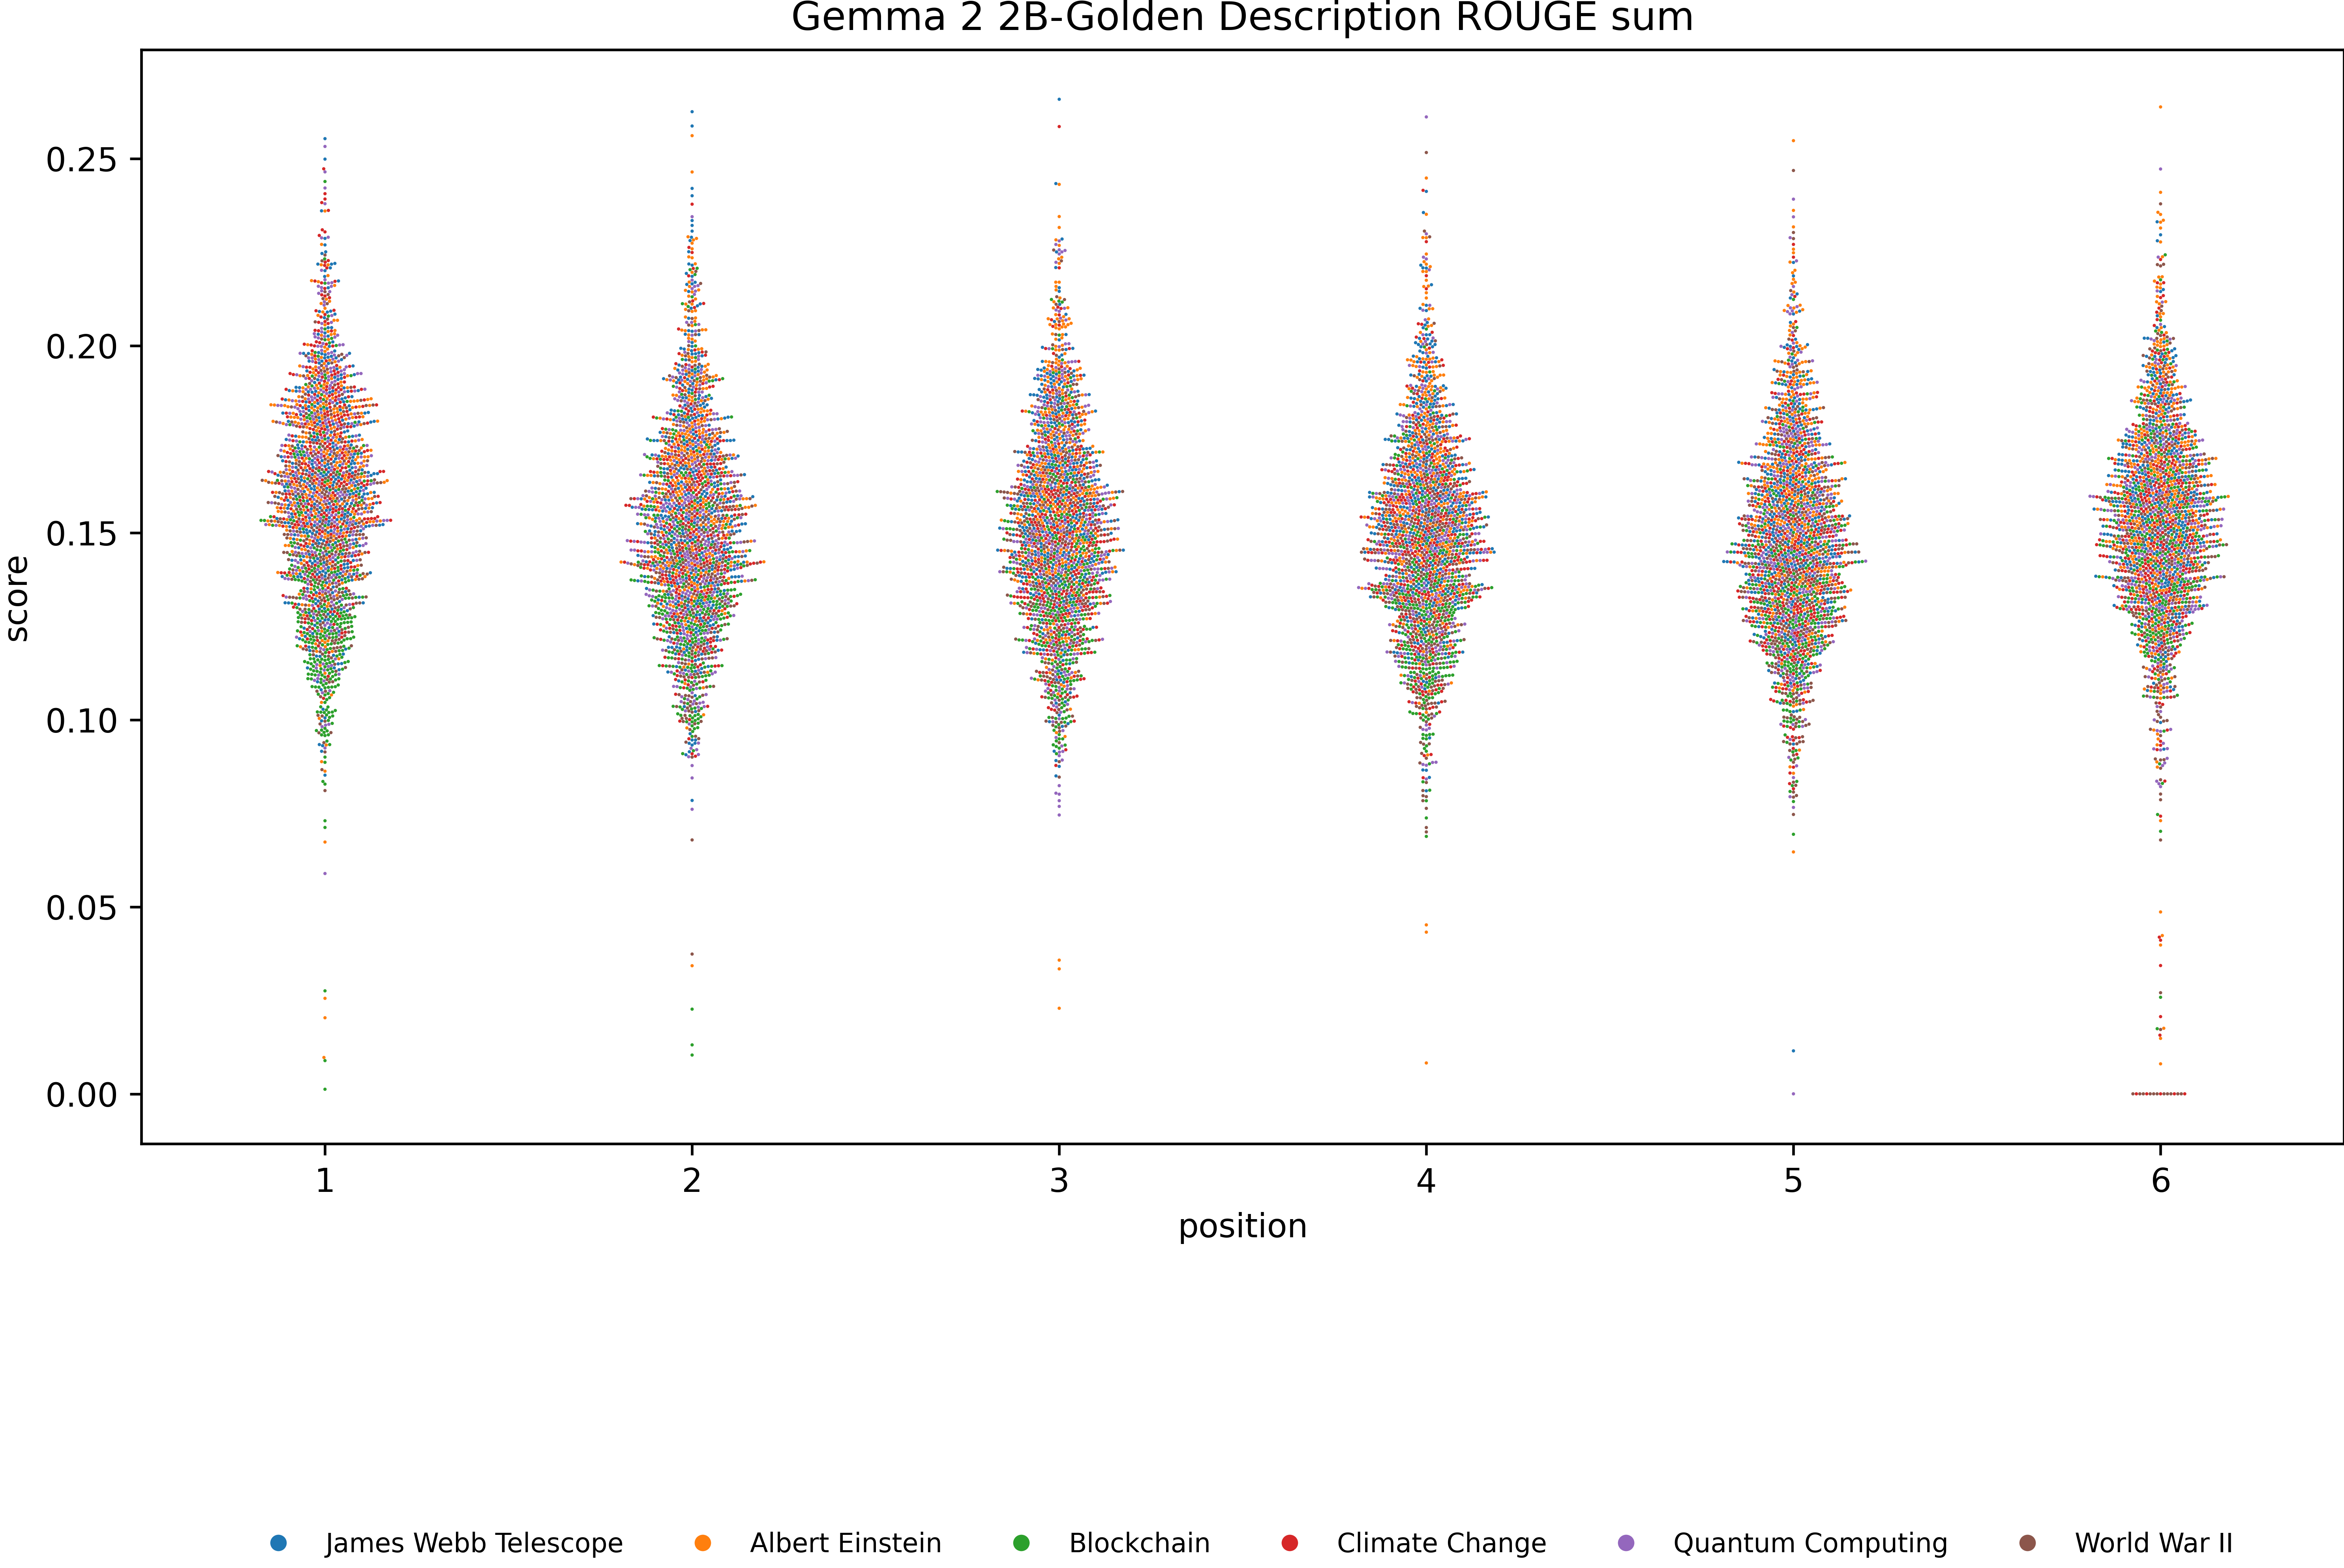 Gemma 2 2B-Golden Description ROUGE sum
score
0.25
0.20
0.15
0.10
0.05
0.00
1 2 3 4 5 6
position
James Webb Telescope Albert Einstein Blockchain Climate Change Quantum Computing World War II